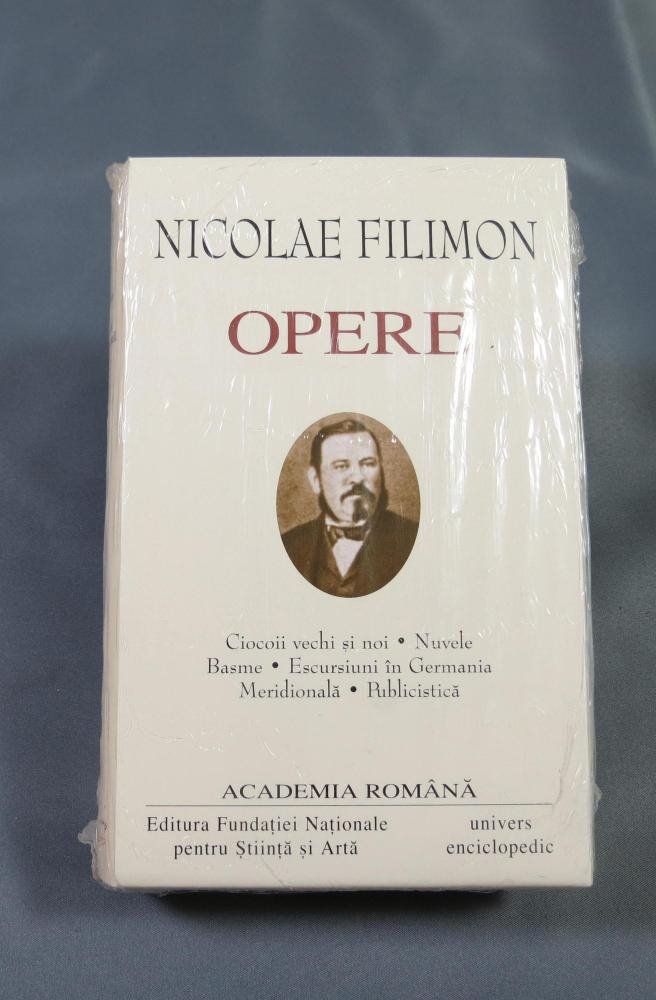 NICOLAE FILIMON
OPERE
Ciocoii vechi și noi • Nuvele
Basme • Escursiuni în Germania
Meridională • Publicistică
ACADEMIA ROMÂNĂ
Editura Fundației Naționale
pentru Știință și Artă
univers
enciclopedic